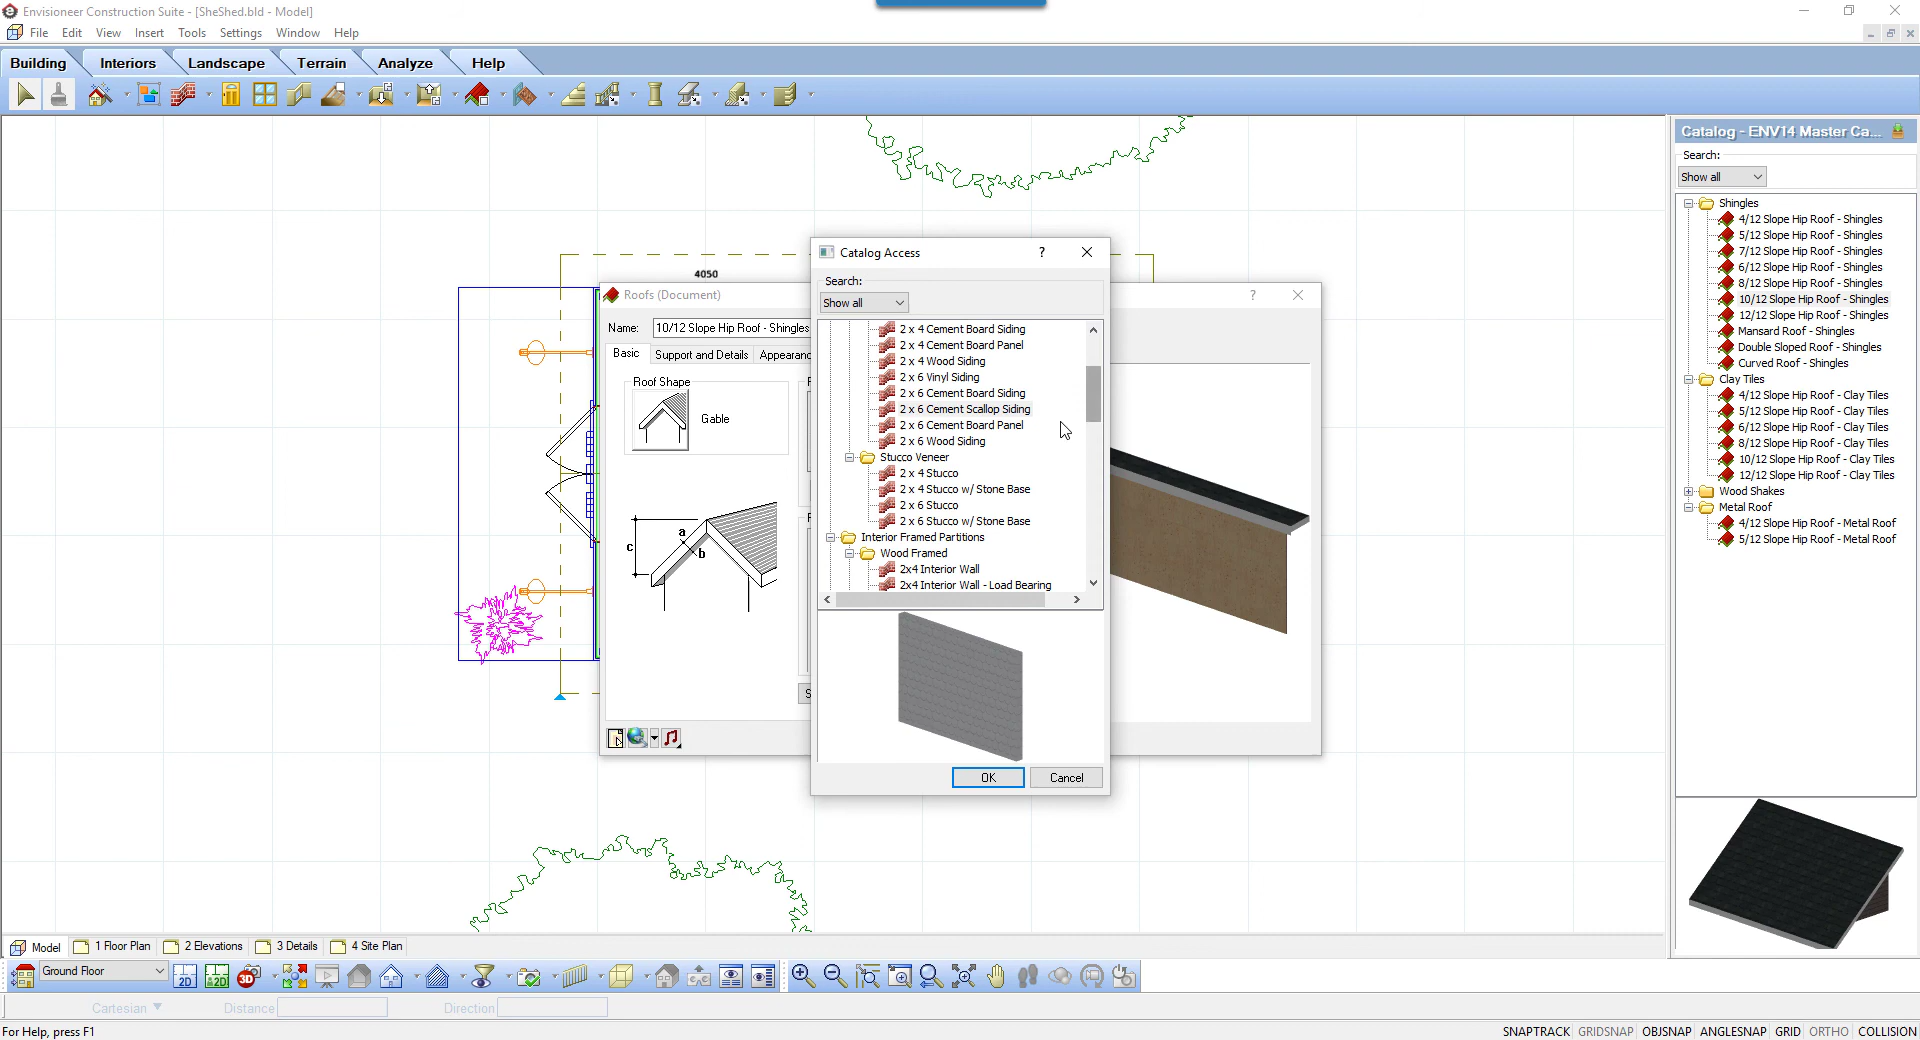 Envisioneer Construction Suite - [SheShed.bld - Model]
File Edit View Insert Tools Settings Window Help
Building Interiors Landscape Terrain Analyze Help
Catalog - ENV14 Master Ca...
Search:
Show all
Shingles
4/12 Slope Hip Roof - Shingles
5/12 Slope Hip Roof - Shingles
7/12 Slope Hip Roof - Shingles
6/12 Slope Hip Roof - Shingles
8/12 Slope Hip Roof - Shingles
10/12 Slope Hip Roof - Shingles
12/12 Slope Hip Roof - Shingles
Mansard Roof - Shingles
Double Sloped Roof - Shingles
Curved Roof - Shingles
Clay Tiles
4/12 Slope Hip Roof - Clay Tiles
5/12 Slope Hip Roof - Clay Tiles
6/12 Slope Hip Roof - Clay Tiles
8/12 Slope Hip Roof - Clay Tiles
10/12 Slope Hip Roof - Clay Tiles
12/12 Slope Hip Roof - Clay Tiles
Wood Shakes
Metal Roof
4/12 Slope Hip Roof - Metal Roof
5/12 Slope Hip Roof - Metal Roof
4050
Roofs (Document)
Name: 10/12 Slope Hip Roof - Shingles
Basic Support and Details Appearanc
Roof Shape
Gable
a
b
c
Catalog Access
Search:
Show all
2 x 4 Cement Board Siding
2 x 4 Cement Board Panel
2 x 4 Wood Siding
2 x 6 Vinyl Siding
2 x 6 Cement Board Siding
2 x 6 Cement Scallop Siding
2 x 6 Cement Board Panel
2 x 6 Wood Siding
Stucco Veneer
2 x 4 Stucco
2 x 4 Stucco w/ Stone Base
2 x 6 Stucco
2 x 6 Stucco w/ Stone Base
Interior Framed Partitions
Wood Framed
2x4 Interior Wall
2x4 Interior Wall - Load Bearing
OK Cancel
Model 1 Floor Plan 2 Elevations 3 Details 4 Site Plan
Ground Floor 2D 2D 3D
Cartesian Distance Direction
For Help, press F1
SNAPTRACK GRIDSNAP OBJSNAP ANGLESNAP GRID ORTHO COLLISION